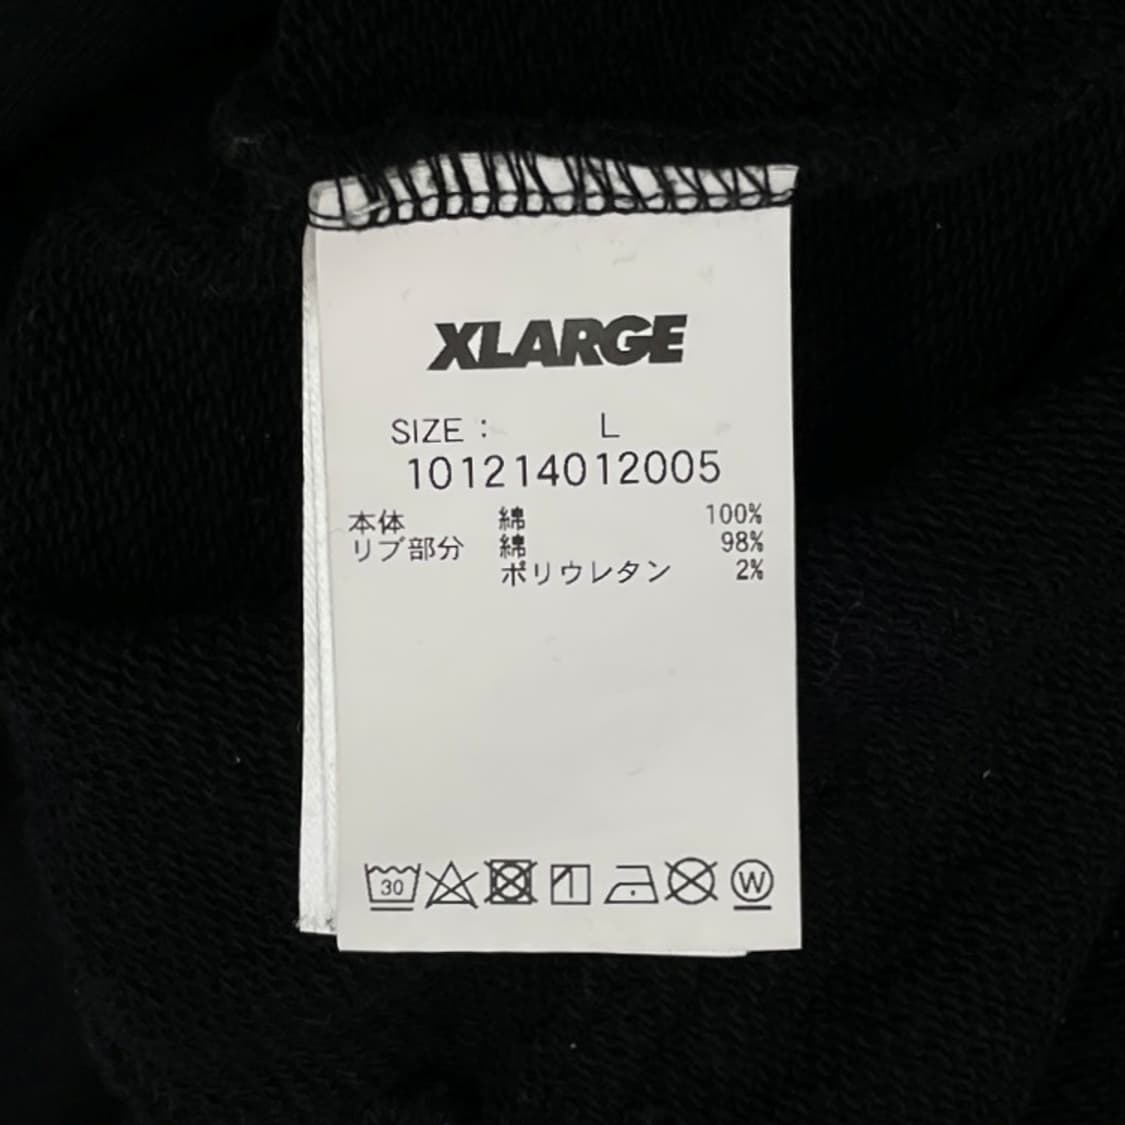 XLARGE
SIZE : L
101214012005
本体 綿 100%
リブ部分 綿 98%
ポリウレタン 2%
30 W